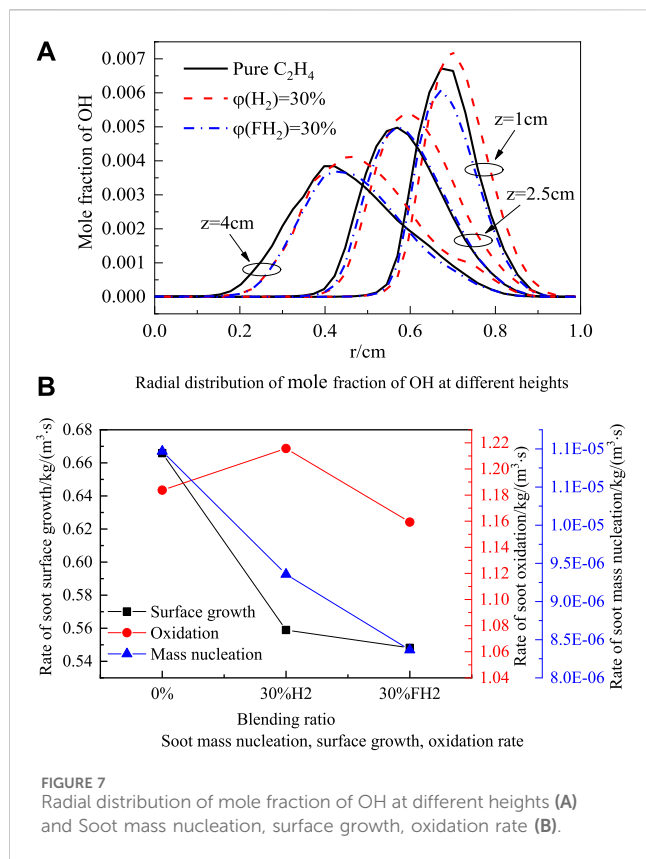 A
Mole fraction of OH
0.007
0.006
0.005
0.004
0.003
0.002
0.001
0.000
Pure C₂H₄
φ(H₂)=30%
φ(FH₂)=30%
z=1cm
z=2.5cm
z=4cm
0.0 0.2 0.4 0.6 0.8 1.0
r/cm
Radial distribution of mole fraction of OH at different heights
B
Rate of soot surface growth/kg/(m³·s)
0.68
0.66
0.64
0.62
0.60
0.58
0.56
0.54
Surface growth
Oxidation
Mass nucleation
1.22
1.20
1.18
1.16
1.14
1.12
1.10
1.08
1.06
1.04
Rate of soot oxidation/kg/(m³·s)
1.1E-05
1.1E-05
1.0E-05
9.5E-06
9.0E-06
8.5E-06
8.0E-06
Rate of soot mass nucleation/kg/(m³·s)
0% 30%H2 30%FH2
Blending ratio
Soot mass nucleation, surface growth, oxidation rate
FIGURE 7
Radial distribution of mole fraction of OH at different heights (A)
and Soot mass nucleation, surface growth, oxidation rate (B).